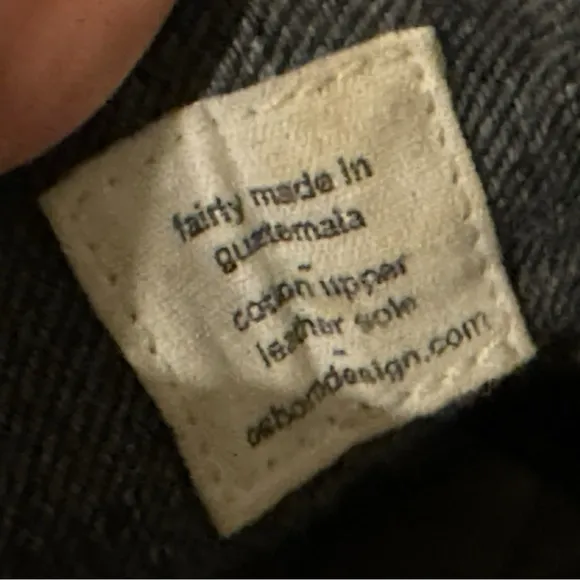 fairly made in
guatemala
~
cotton upper
leather sole
~
osborndesign.com